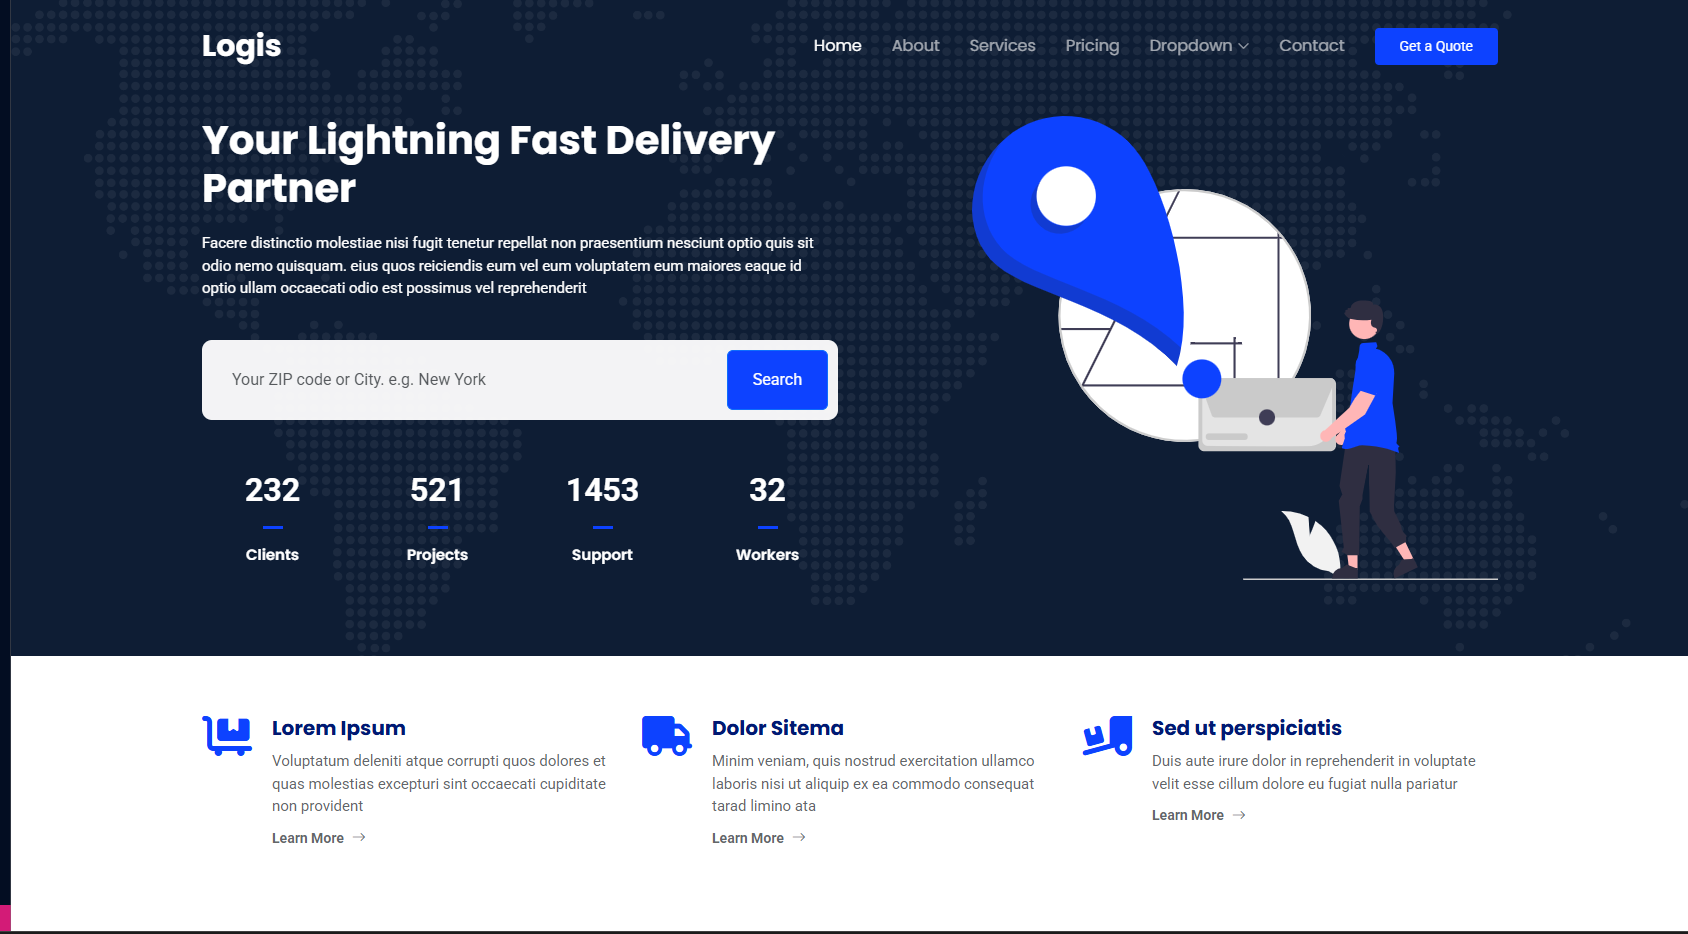 Logis
Home About Services Pricing Dropdown Contact Get a Quote
Your Lightning Fast Delivery
Partner
Facere distinctio molestiae nisi fugit tenetur repellat non praesentium nesciunt optio quis sit
odio nemo quisquam. eius quos reiciendis eum vel eum voluptatem eum maiores eaque id
optio ullam occaecati odio est possimus vel reprehenderit
Your ZIP code or City. e.g. New York Search
232 521 1453 32
Clients Projects Support Workers
Lorem Ipsum
Voluptatum deleniti atque corrupti quos dolores et
quas molestias excepturi sint occaecati cupiditate
non provident
Learn More
Dolor Sitema
Minim veniam, quis nostrud exercitation ullamco
laboris nisi ut aliquip ex ea commodo consequat
tarad limino ata
Learn More
Sed ut perspiciatis
Duis aute irure dolor in reprehenderit in voluptate
velit esse cillum dolore eu fugiat nulla pariatur
Learn More